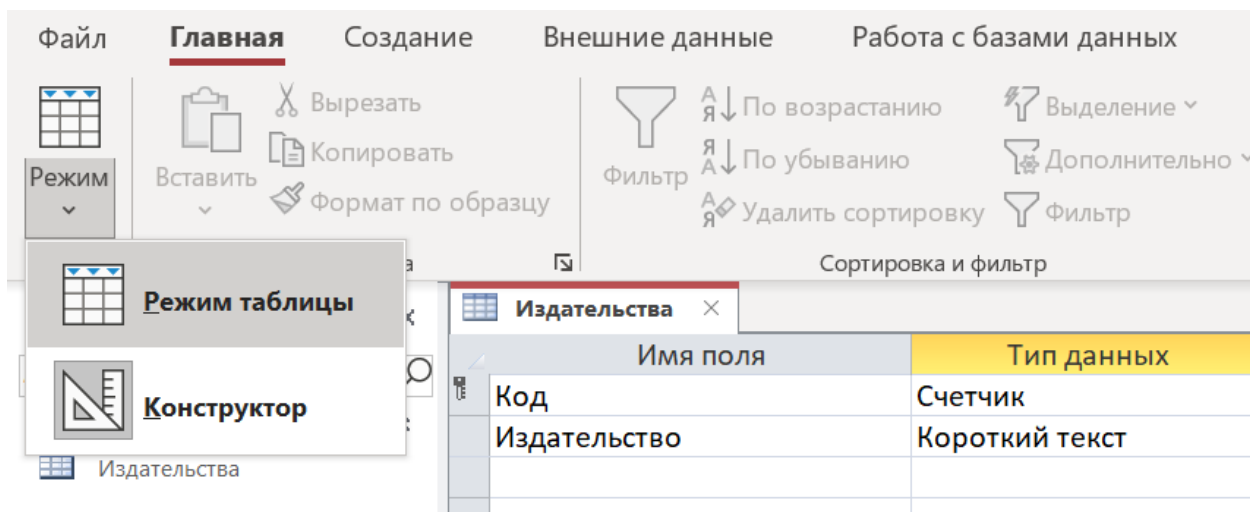 Файл Главная Создание Внешние данные Работа с базами данных
Режим
Вставить
Вырезать
Копировать
Формат по образцу
Фильтр
А Я По возрастанию
Я А По убыванию
А Я Удалить сортировку
Выделение
Дополнительно
Фильтр
Сортировка и фильтр
Режим таблицы
Конструктор
Издательства
Издательства
Имя поля Тип данных
Код Счетчик
Издательство Короткий текст